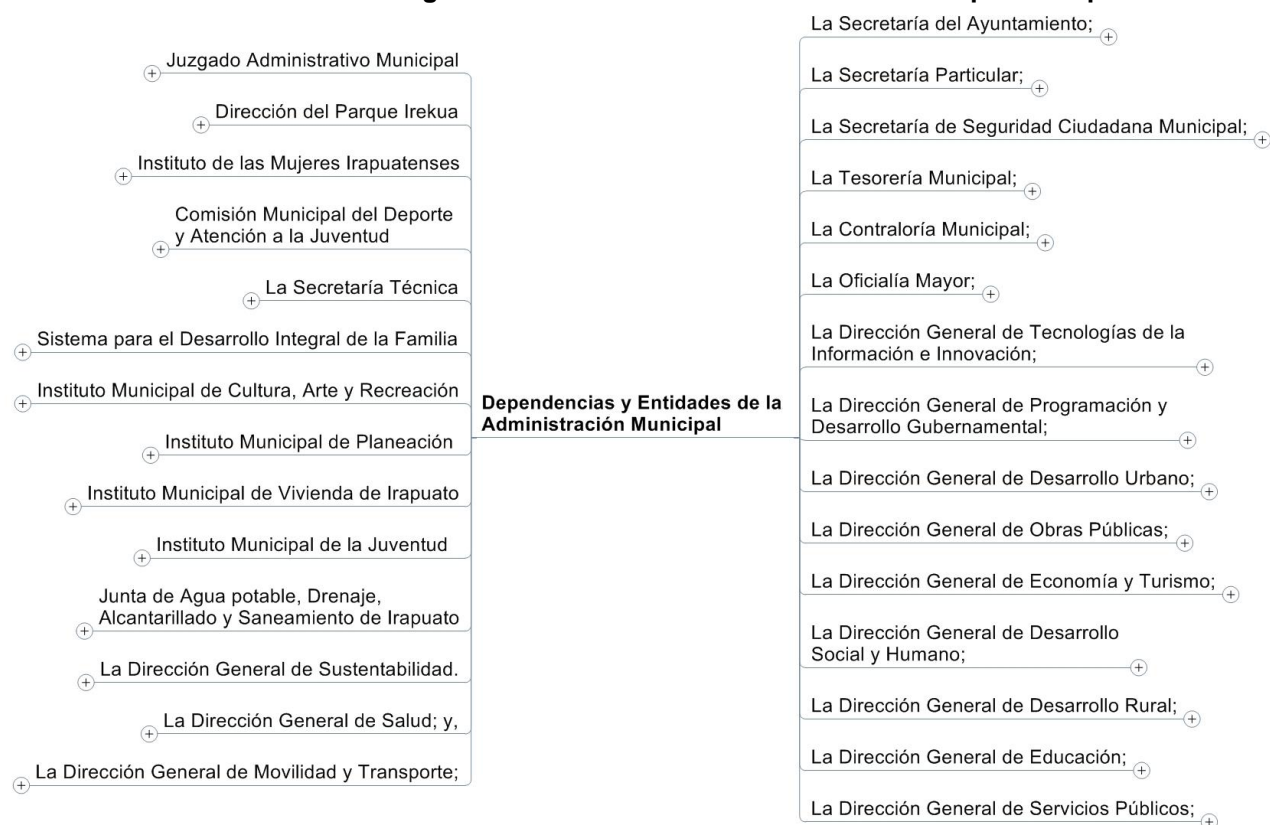 La Secretaría del Ayuntamiento;
La Secretaría Particular;
La Secretaría de Seguridad Ciudadana Municipal;
La Tesorería Municipal;
La Contraloría Municipal;
La Oficialía Mayor;
La Dirección General de Tecnologías de la
Información e Innovación;
La Dirección General de Programación y
Desarrollo Gubernamental;
La Dirección General de Desarrollo Urbano;
La Dirección General de Obras Públicas;
La Dirección General de Economía y Turismo;
La Dirección General de Desarrollo
Social y Humano;
La Dirección General de Desarrollo Rural;
La Dirección General de Educación;
La Dirección General de Servicios Públicos;
Dependencias y Entidades de la
Administración Municipal
Juzgado Administrativo Municipal
Dirección del Parque Irekua
Instituto de las Mujeres Irapuatenses
Comisión Municipal del Deporte
y Atención a la Juventud
La Secretaría Técnica
Sistema para el Desarrollo Integral de la Familia
Instituto Municipal de Cultura, Arte y Recreación
Instituto Municipal de Planeación
Instituto Municipal de Vivienda de Irapuato
Instituto Municipal de la Juventud
Junta de Agua potable, Drenaje,
Alcantarillado y Saneamiento de Irapuato
La Dirección General de Sustentabilidad.
La Dirección General de Salud; y,
La Dirección General de Movilidad y Transporte;